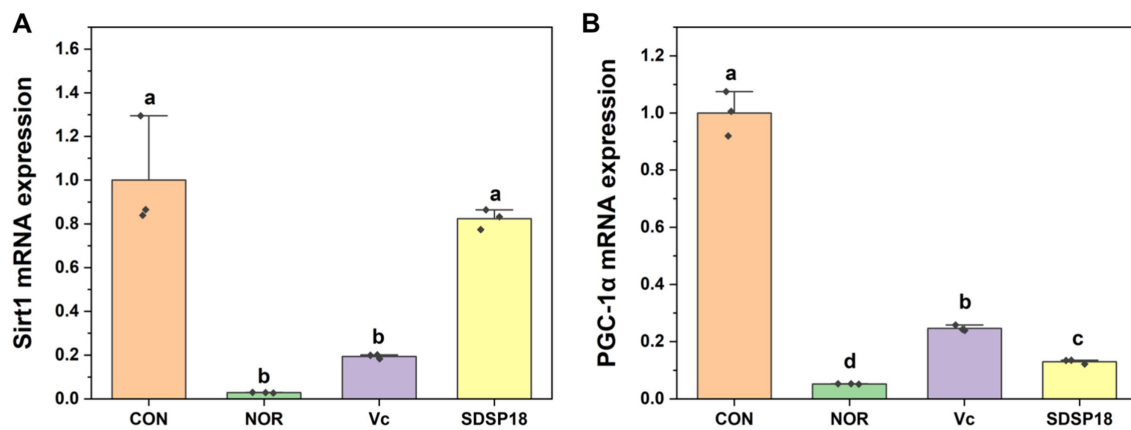 A
Sirt1 mRNA expression
1.6
1.4
1.2
1.0
0.8
0.6
0.4
0.2
0.0
a
b
b
a
CON NOR Vc SDSP18
B
PGC-1α mRNA expression
1.2
1.0
0.8
0.6
0.4
0.2
0.0
a
d
b
c
CON NOR Vc SDSP18